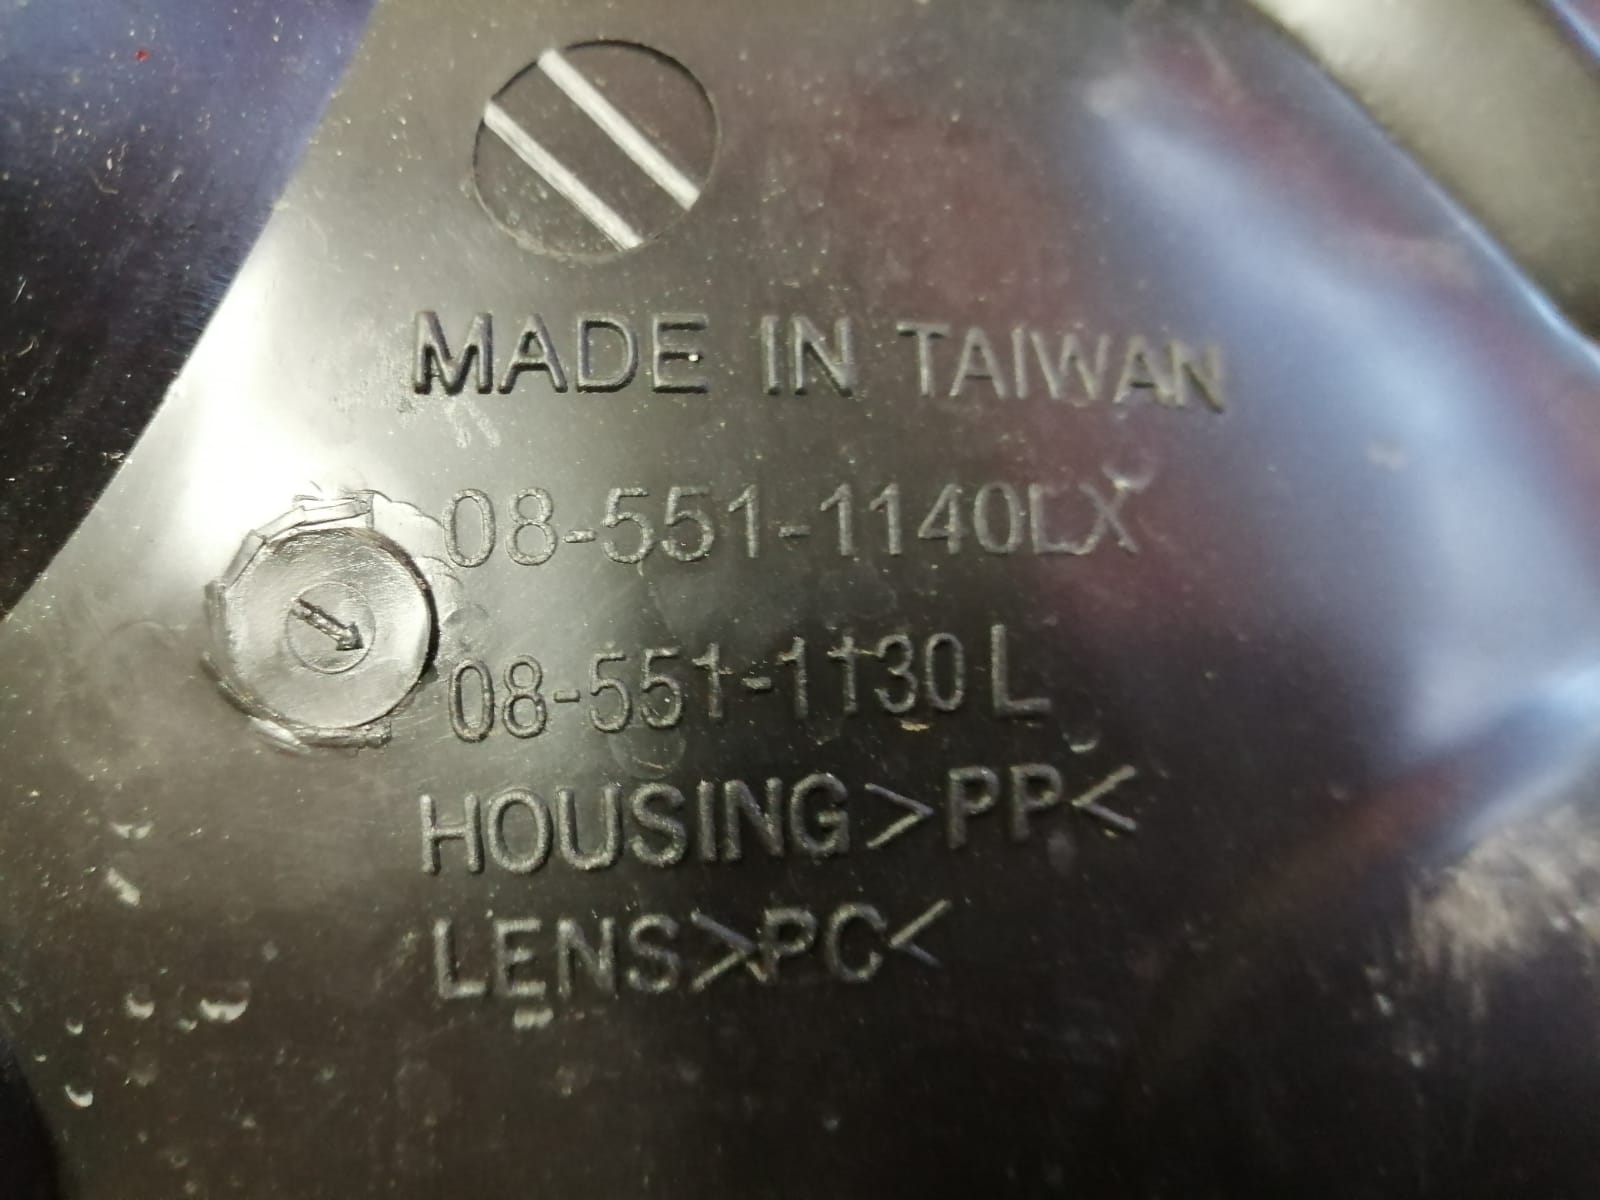 MADE IN TAIWAN
08-551-1140LX
08-551-1130L
HOUSING>PP<
LENS>PC<